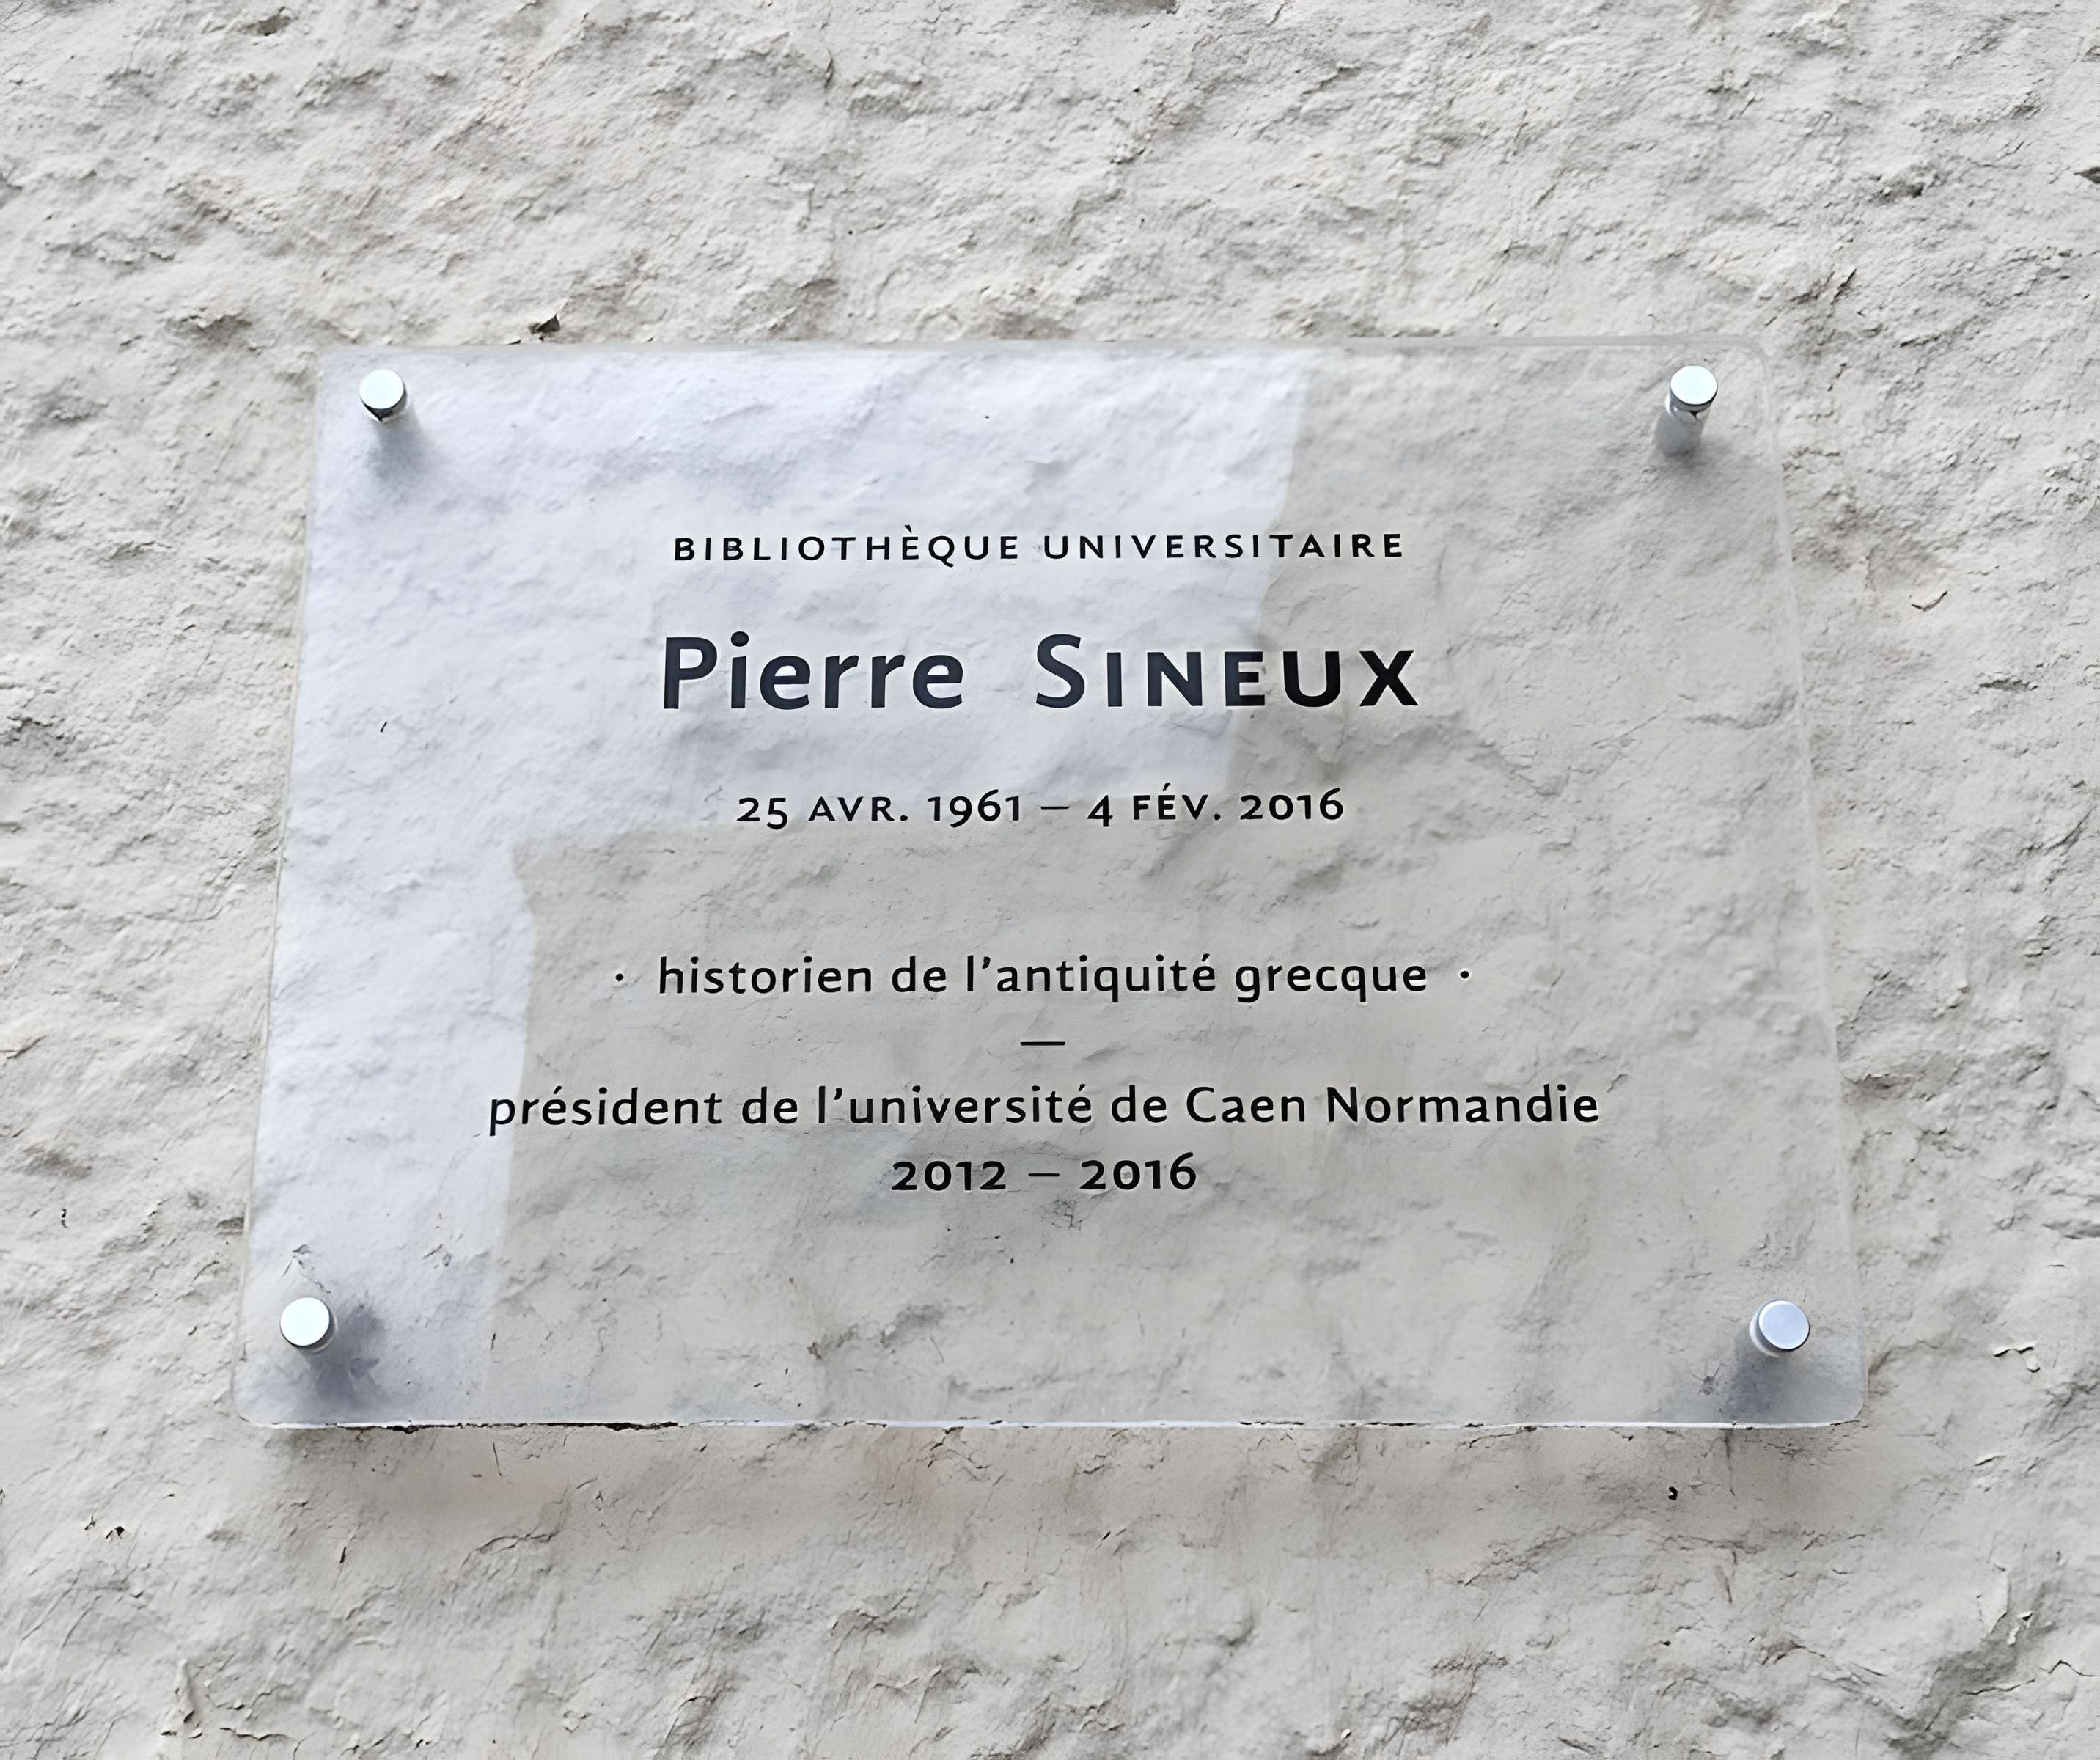 BIBLIOTHÈQUE UNIVERSITAIRE
Pierre SINEUX
25 AVR. 1961 – 4 FÉV. 2016
· historien de l’antiquité grecque ·
—
président de l’université de Caen Normandie
2012 – 2016